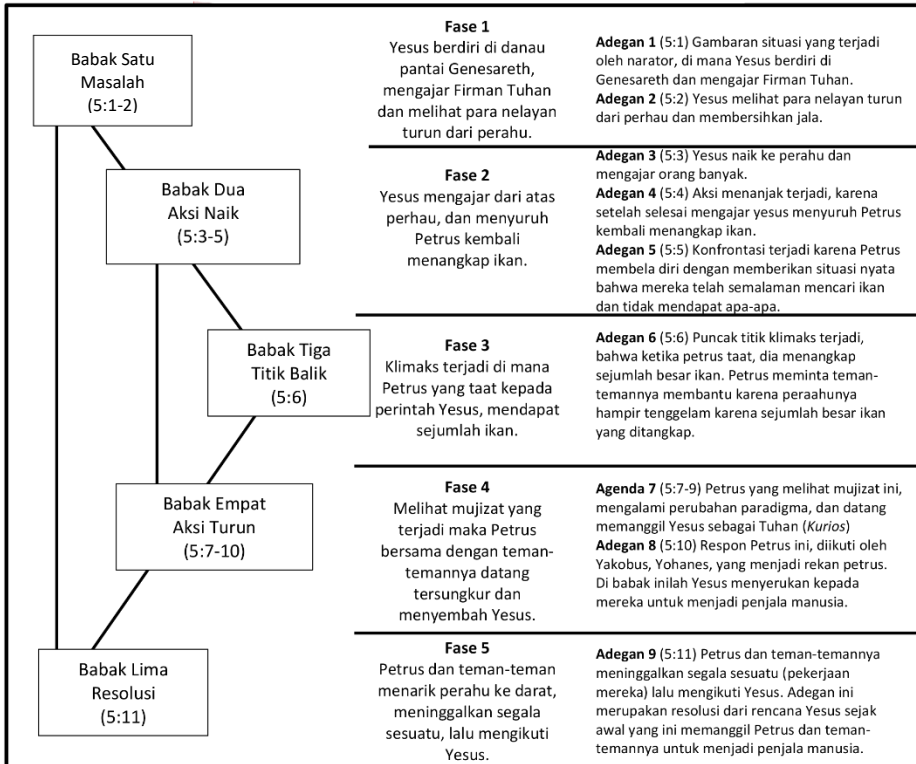 Babak Satu
Masalah
(5:1-2)
Fase 1
Yesus berdiri di danau
pantai Genesareth,
mengajar Firman Tuhan
dan melihat para nelayan
turun dari perahu.
Adegan 1 (5:1) Gambaran situasi yang terjadi
oleh narator, di mana Yesus berdiri di
Genesareth dan mengajar Firman Tuhan.
Adegan 2 (5:2) Yesus melihat para nelayan turun
dari perhau dan membersihkan jala.
Babak Dua
Aksi Naik
(5:3-5)
Fase 2
Yesus mengajar dari atas
perhau, dan menyuruh
Petrus kembali
menangkap ikan.
Adegan 3 (5:3) Yesus naik ke perahu dan
mengajar orang banyak.
Adegan 4 (5:4) Aksi menanjak terjadi, karena
setelah selesai mengajar yesus menyuruh Petrus
kembali menangkap ikan.
Adegan 5 (5:5) Konfrontasi terjadi karena Petrus
membela diri dengan memberikan situasi nyata
bahwa mereka telah semalaman mencari ikan
dan tidak mendapat apa-apa.
Babak Tiga
Titik Balik
(5:6)
Fase 3
Klimaks terjadi di mana
Petrus yang taat kepada
perintah Yesus, mendapat
sejumlah ikan.
Adegan 6 (5:6) Puncak titik klimaks terjadi,
bahwa ketika petrus taat, dia menangkap
sejumlah besar ikan. Petrus meminta teman-
temannya membantu karena peraahunya
hampir tenggelam karena sejumlah besar ikan
yang ditangkap.
Babak Empat
Aksi Turun
(5:7-10)
Fase 4
Melihat mujizat yang
terjadi maka Petrus
bersama dengan teman-
temannya datang
tersungkur dan
menyembah Yesus.
Agenda 7 (5:7-9) Petrus yang melihat mujizat ini,
mengalami perubahan paradigma, dan datang
memanggil Yesus sebagai Tuhan (Kurios)
Adegan 8 (5:10) Respon Petrus ini, diikuti oleh
Yakobus, Yohanes, yang menjadi rekan petrus.
Di babak inilah Yesus menyerukan kepada
mereka untuk menjadi penjala manusia.
Babak Lima
Resolusi
(5:11)
Fase 5
Petrus dan teman-teman
menarik perahu ke darat,
meninggalkan segala
sesuatu, lalu mengikuti
Yesus.
Adegan 9 (5:11) Petrus dan teman-temannya
meninggalkan segala sesuatu (pekerjaan
mereka) lalu mengikuti Yesus. Adegan ini
merupakan resolusi dari rencana Yesus sejak
awal yang ini memanggil Petrus dan teman-
temannya untuk menjadi penjala manusia.